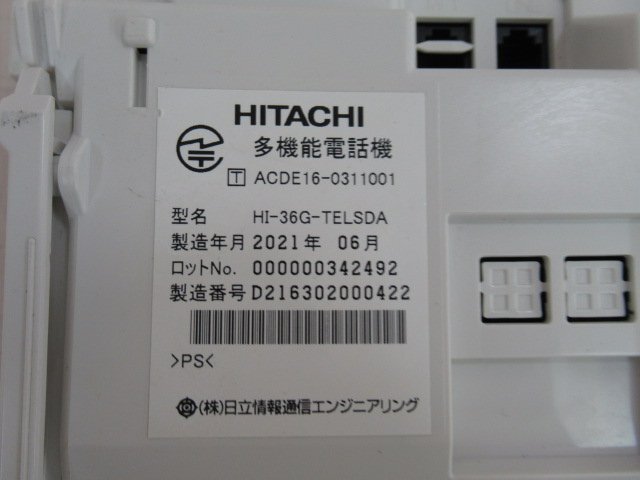 HITACHI
多機能電話機
T ACDE16-0311001
型名 HI-36G-TELSDA
製造年月 2021年 06月
ロットNo. 000000342492
製造番号 D216302000422
>PS<
(株)日立情報通信エンジニアリング